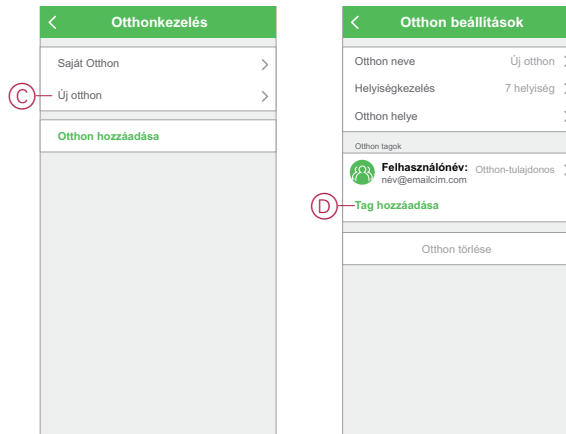 Otthonkezelés
Saját Otthon
C
Új otthon
Otthon hozzáadása
Otthon beállítások
Otthon neve Új otthon
Helyiségkezelés 7 helyiség
Otthon helye
Otthon tagok
Felhasználónév: Otthon-tulajdonos
név@emailcim.com
D
Tag hozzáadása
Otthon törlése